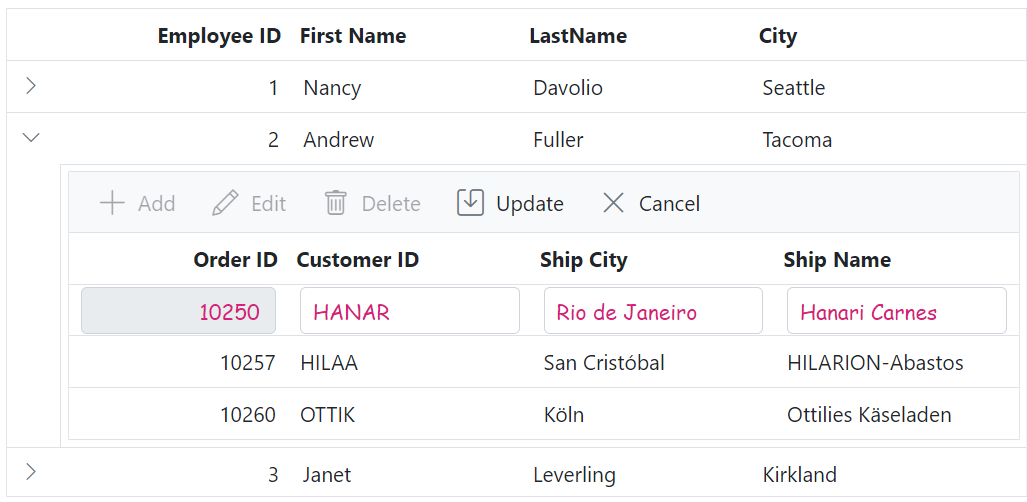 Employee ID First Name LastName City
1 Nancy Davolio Seattle
2 Andrew Fuller Tacoma
Add Edit Delete Update Cancel
Order ID Customer ID Ship City Ship Name
10250 HANAR Rio de Janeiro Hanari Carnes
10257 HILAA San Cristóbal HILARION-Abastos
10260 OTTIK Köln Ottilies Käseladen
3 Janet Leverling Kirkland